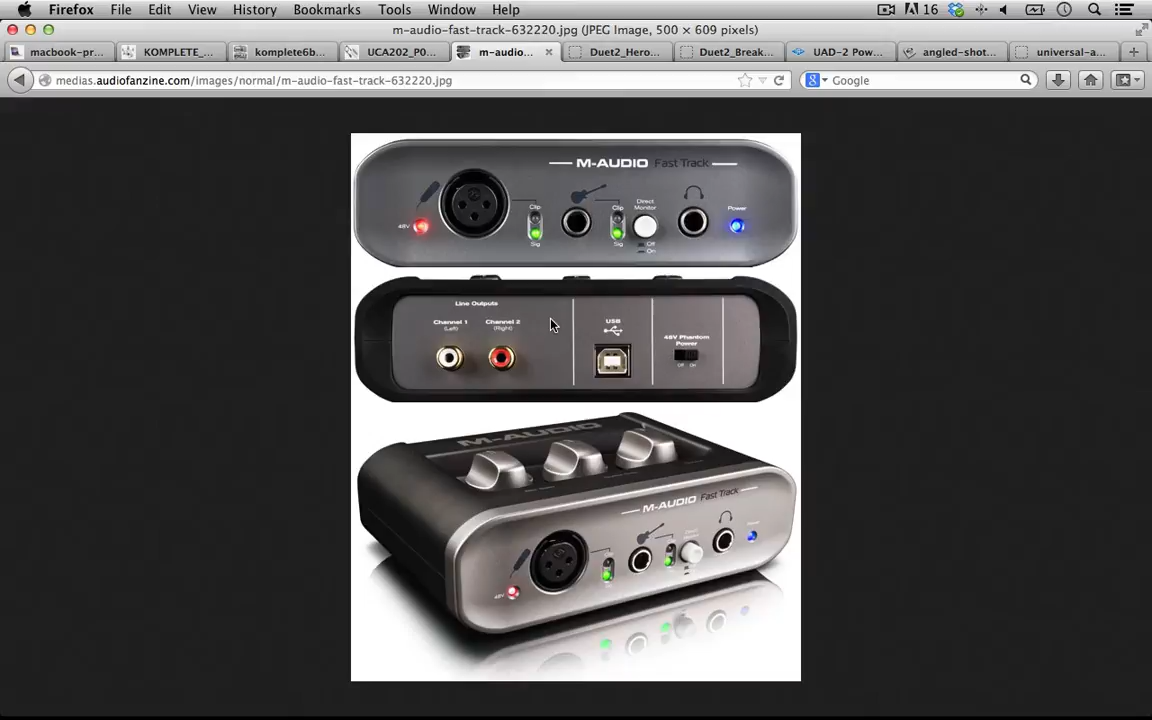 Firefox File Edit View History Bookmarks Tools Window Help 16
m-audio-fast-track-632220.jpg (JPEG Image, 500 × 609 pixels)
macbook-pr... KOMPLETE_... komplete6b... UCA202_P0... m-audio... Duet2_Hero... Duet2_Break... UAD-2 Pow... angled-shot... universal-a...
medias.audiofanzine.com/images/normal/m-audio-fast-track-632220.jpg Google
M-AUDIO Fast Track
Clip Clip Direct Monitor Power
48V
Sig Sig Off
On
Line Outputs
Channel 1 Channel 2 USB
(Left) (Right)
48V Phantom
Power
Off On
M-AUDIO
M-AUDIO Fast Track
48V